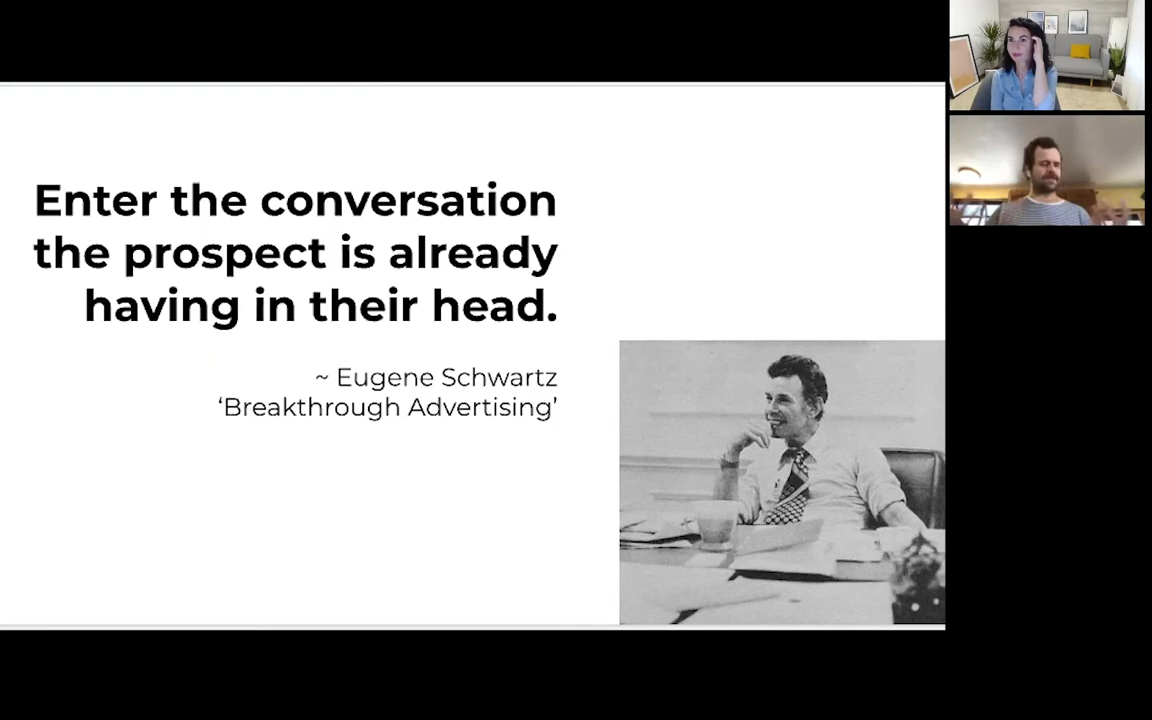 Enter the conversation
the prospect is already
having in their head.
~ Eugene Schwartz
‘Breakthrough Advertising’